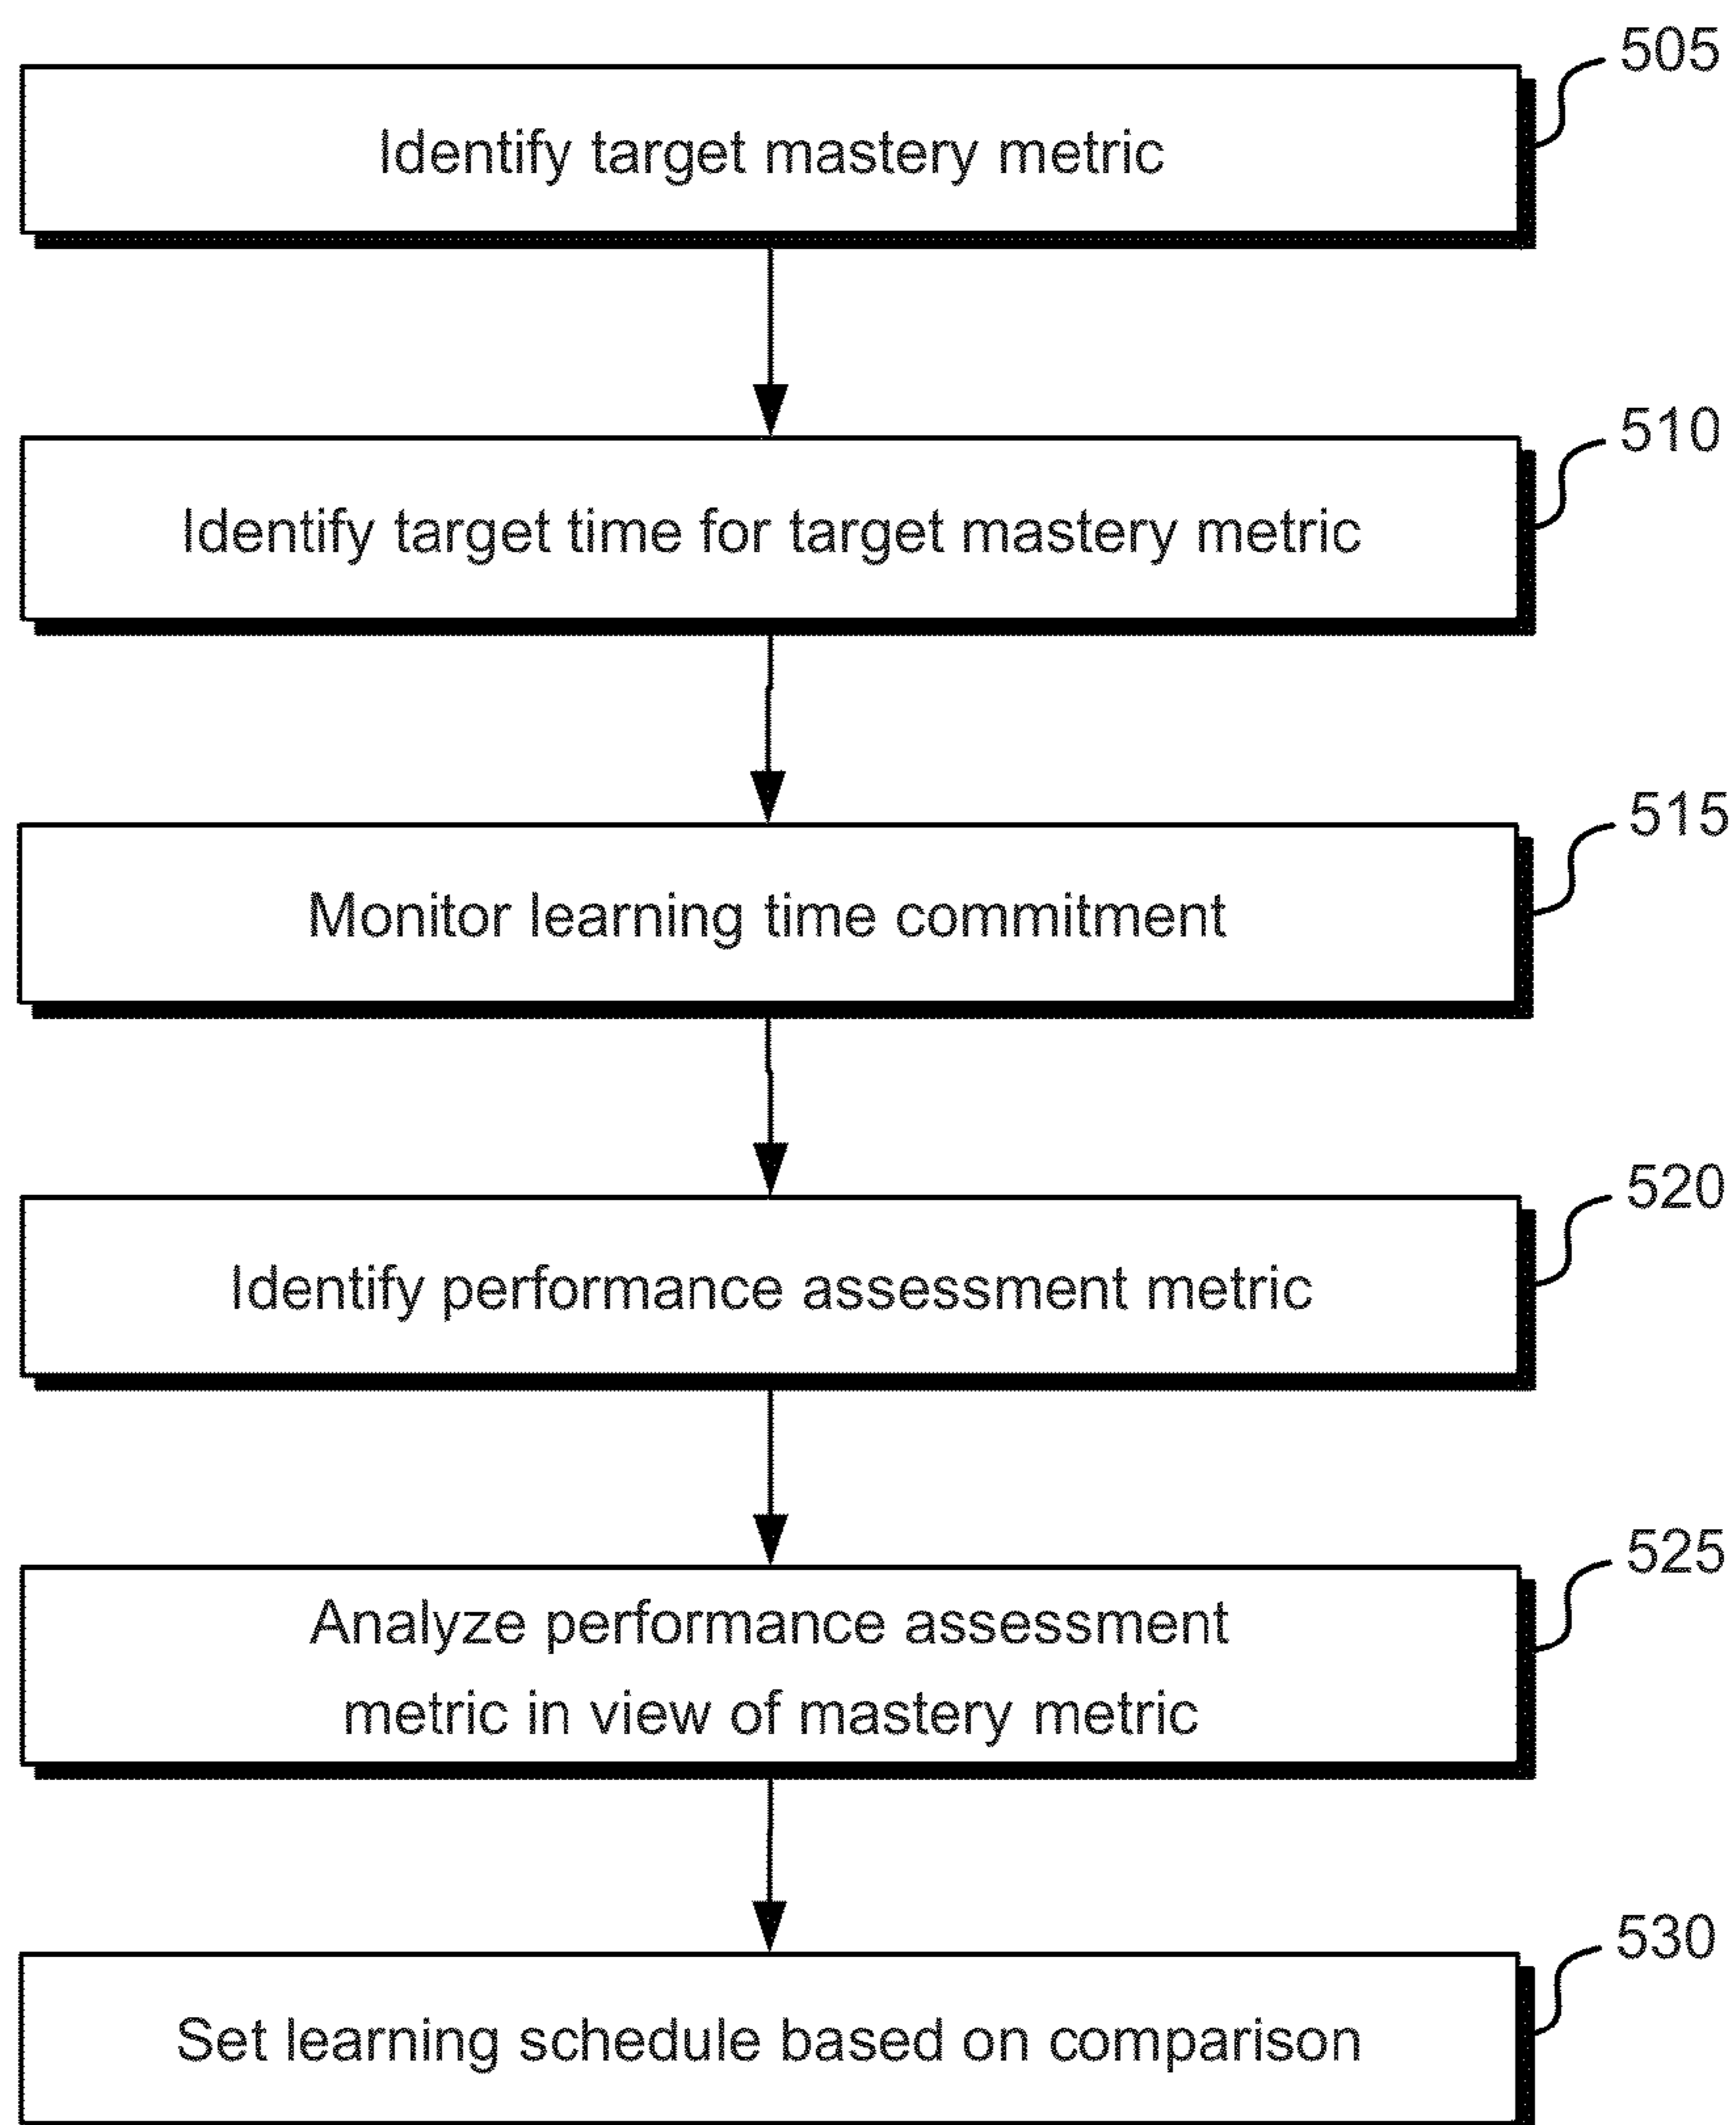 505
Identify target mastery metric
510
Identify target time for target mastery metric
515
Monitor learning time commitment
520
Identify performance assessment metric
525
Analyze performance assessment
metric in view of mastery metric
530
Set learning schedule based on comparison